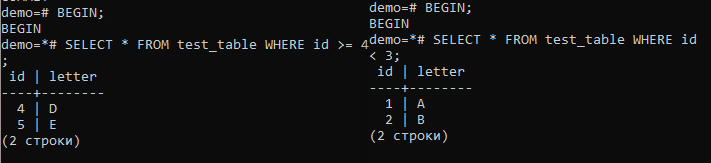 demo=# BEGIN;
BEGIN
demo=*# SELECT * FROM test_table WHERE id >= 4
;
 id | letter
----+--------
  4 | D
  5 | E
(2 строки)
demo=# BEGIN;
BEGIN
demo=*# SELECT * FROM test_table WHERE id
< 3;
 id | letter
----+--------
  1 | A
  2 | B
(2 строки)